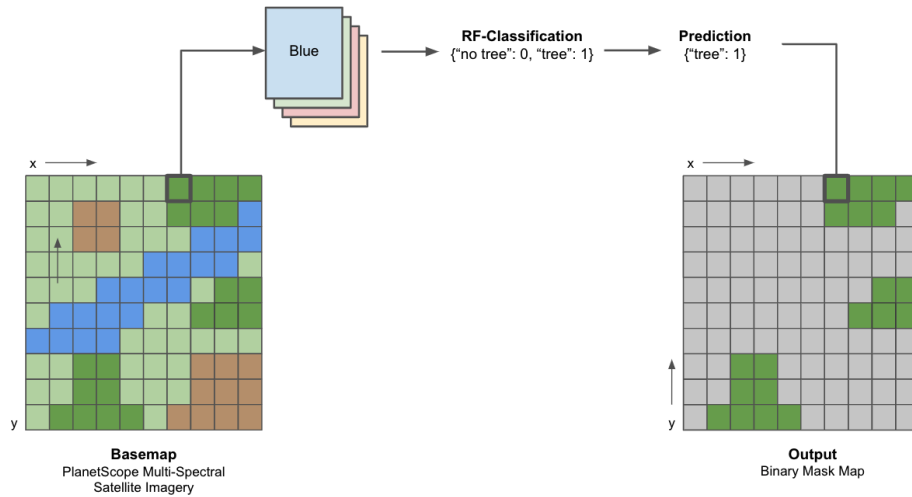 Blue
RF-Classification
{“no tree”: 0, “tree”: 1}
Prediction
{“tree”: 1}
x
x
y
y
Basemap
PlanetScope Multi-Spectral
Satellite Imagery
Output
Binary Mask Map